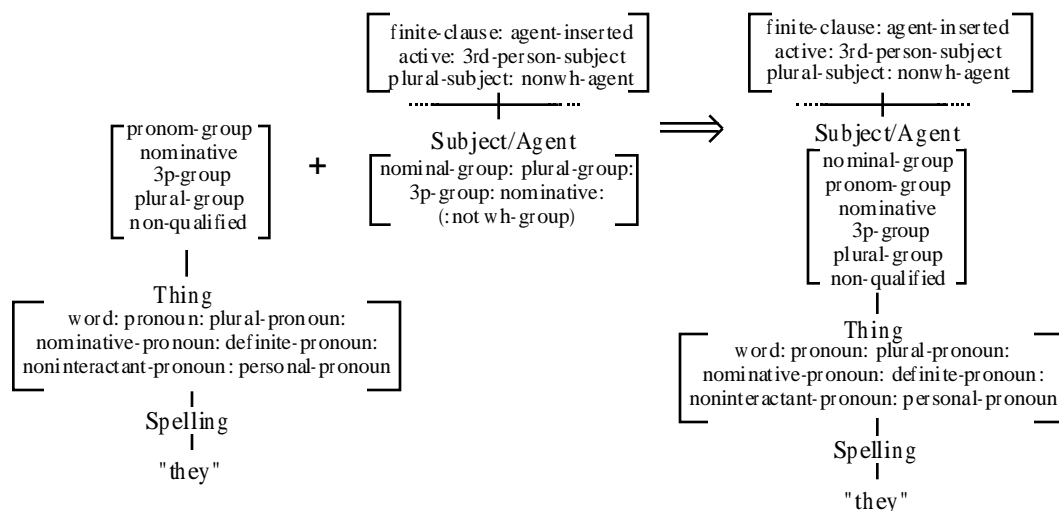 pronom-group
nominative
3p-group
plural-group
non-qualified
Thing
word: pronoun: plural-pronoun:
nominative-pronoun: definite-pronoun:
noninteractant-pronoun: personal-pronoun
Spelling
"they"
+
finite-clause: agent-inserted
active: 3rd-person-subject
plural-subject: nonwh-agent
Subject/Agent
nominal-group: plural-group:
3p-group: nominative:
(:not wh-group)
finite-clause: agent-inserted
active: 3rd-person-subject
plural-subject: nonwh-agent
Subject/Agent
nominal-group
pronom-group
nominative
3p-group
plural-group
non-qualified
Thing
word: pronoun: plural-pronoun:
nominative-pronoun: definite-pronoun:
noninteractant-pronoun: personal-pronoun
Spelling
"they"